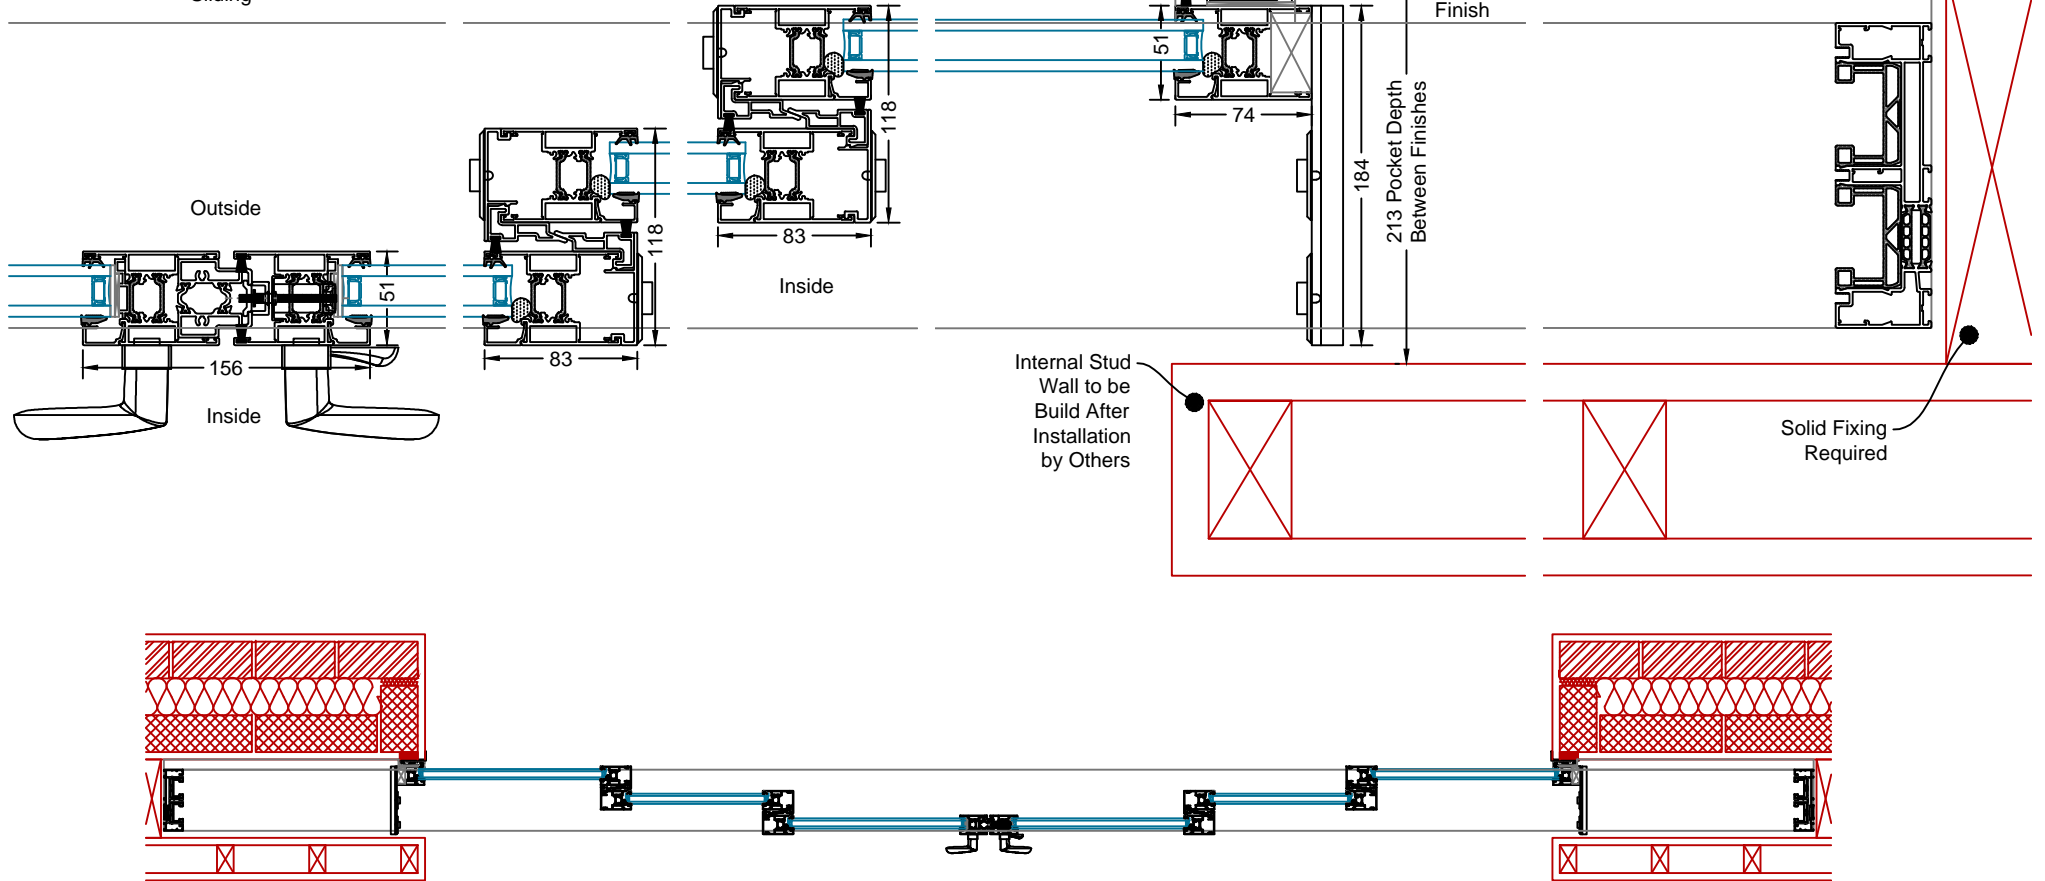 Finish
51
74
184
213 Pocket Depth
Between Finishes
118
83
Outside
118
Inside
51
156
83
Inside
Internal Stud
Wall to be
Build After
Installation
by Others
Solid Fixing
Required